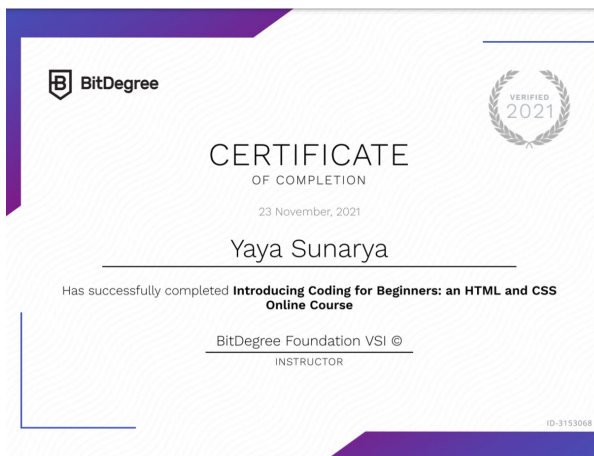 BitDegree
VERIFIED
2021
CERTIFICATE
OF COMPLETION
23 November, 2021
Yaya Sunarya
Has successfully completed Introducing Coding for Beginners: an HTML and CSS
Online Course
BitDegree Foundation VSI ©
INSTRUCTOR
ID-3153068